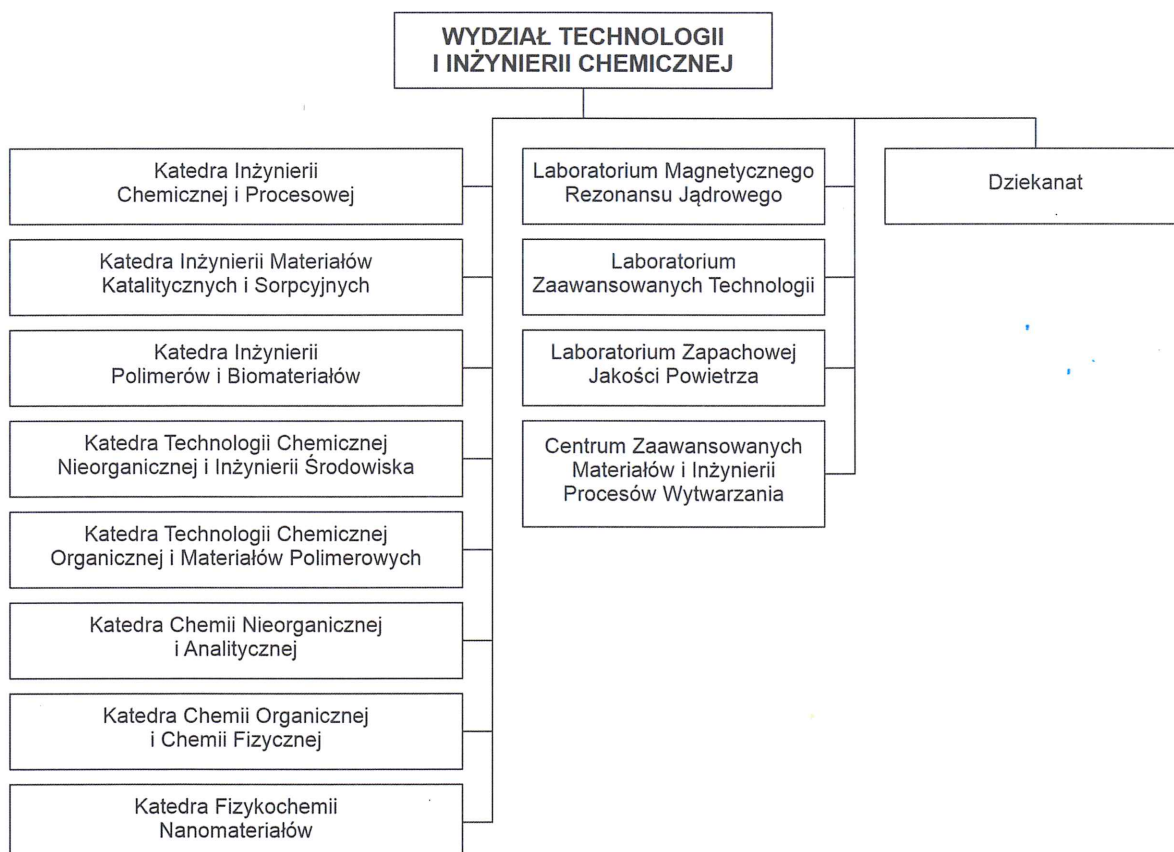 WYDZIAŁ TECHNOLOGII
I INŻYNIERII CHEMICZNEJ
Katedra Inżynierii
Chemicznej i Procesowej
Katedra Inżynierii Materiałów
Katalitycznych i Sorpcyjnych
Katedra Inżynierii
Polimerów i Biomateriałów
Katedra Technologii Chemicznej
Nieorganicznej i Inżynierii Środowiska
Katedra Technologii Chemicznej
Organicznej i Materiałów Polimerowych
Katedra Chemii Nieorganicznej
i Analitycznej
Katedra Chemii Organicznej
i Chemii Fizycznej
Katedra Fizykochemii
Nanomateriałów
Laboratorium Magnetycznego
Rezonansu Jądrowego
Laboratorium
Zaawansowanych Technologii
Laboratorium Zapachowej
Jakości Powietrza
Centrum Zaawansowanych
Materiałów i Inżynierii
Procesów Wytwarzania
Dziekanat